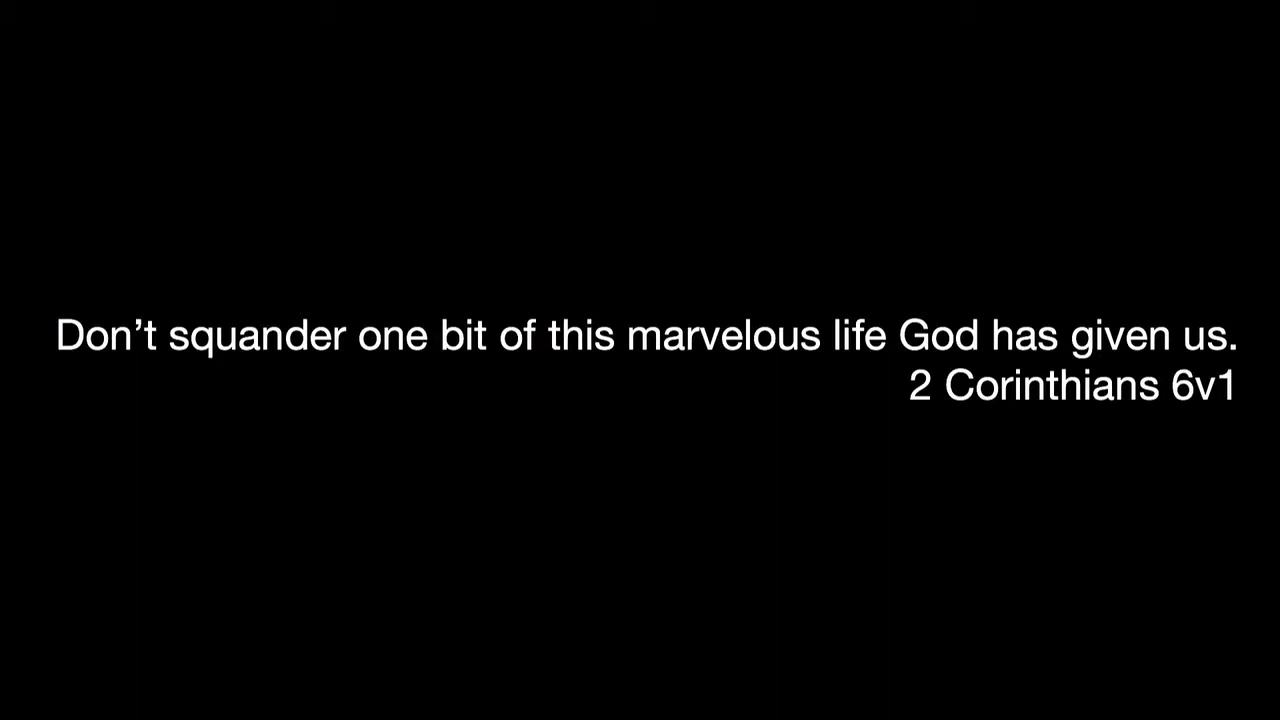 Don’t squander one bit of this marvelous life God has given us.
2 Corinthians 6v1